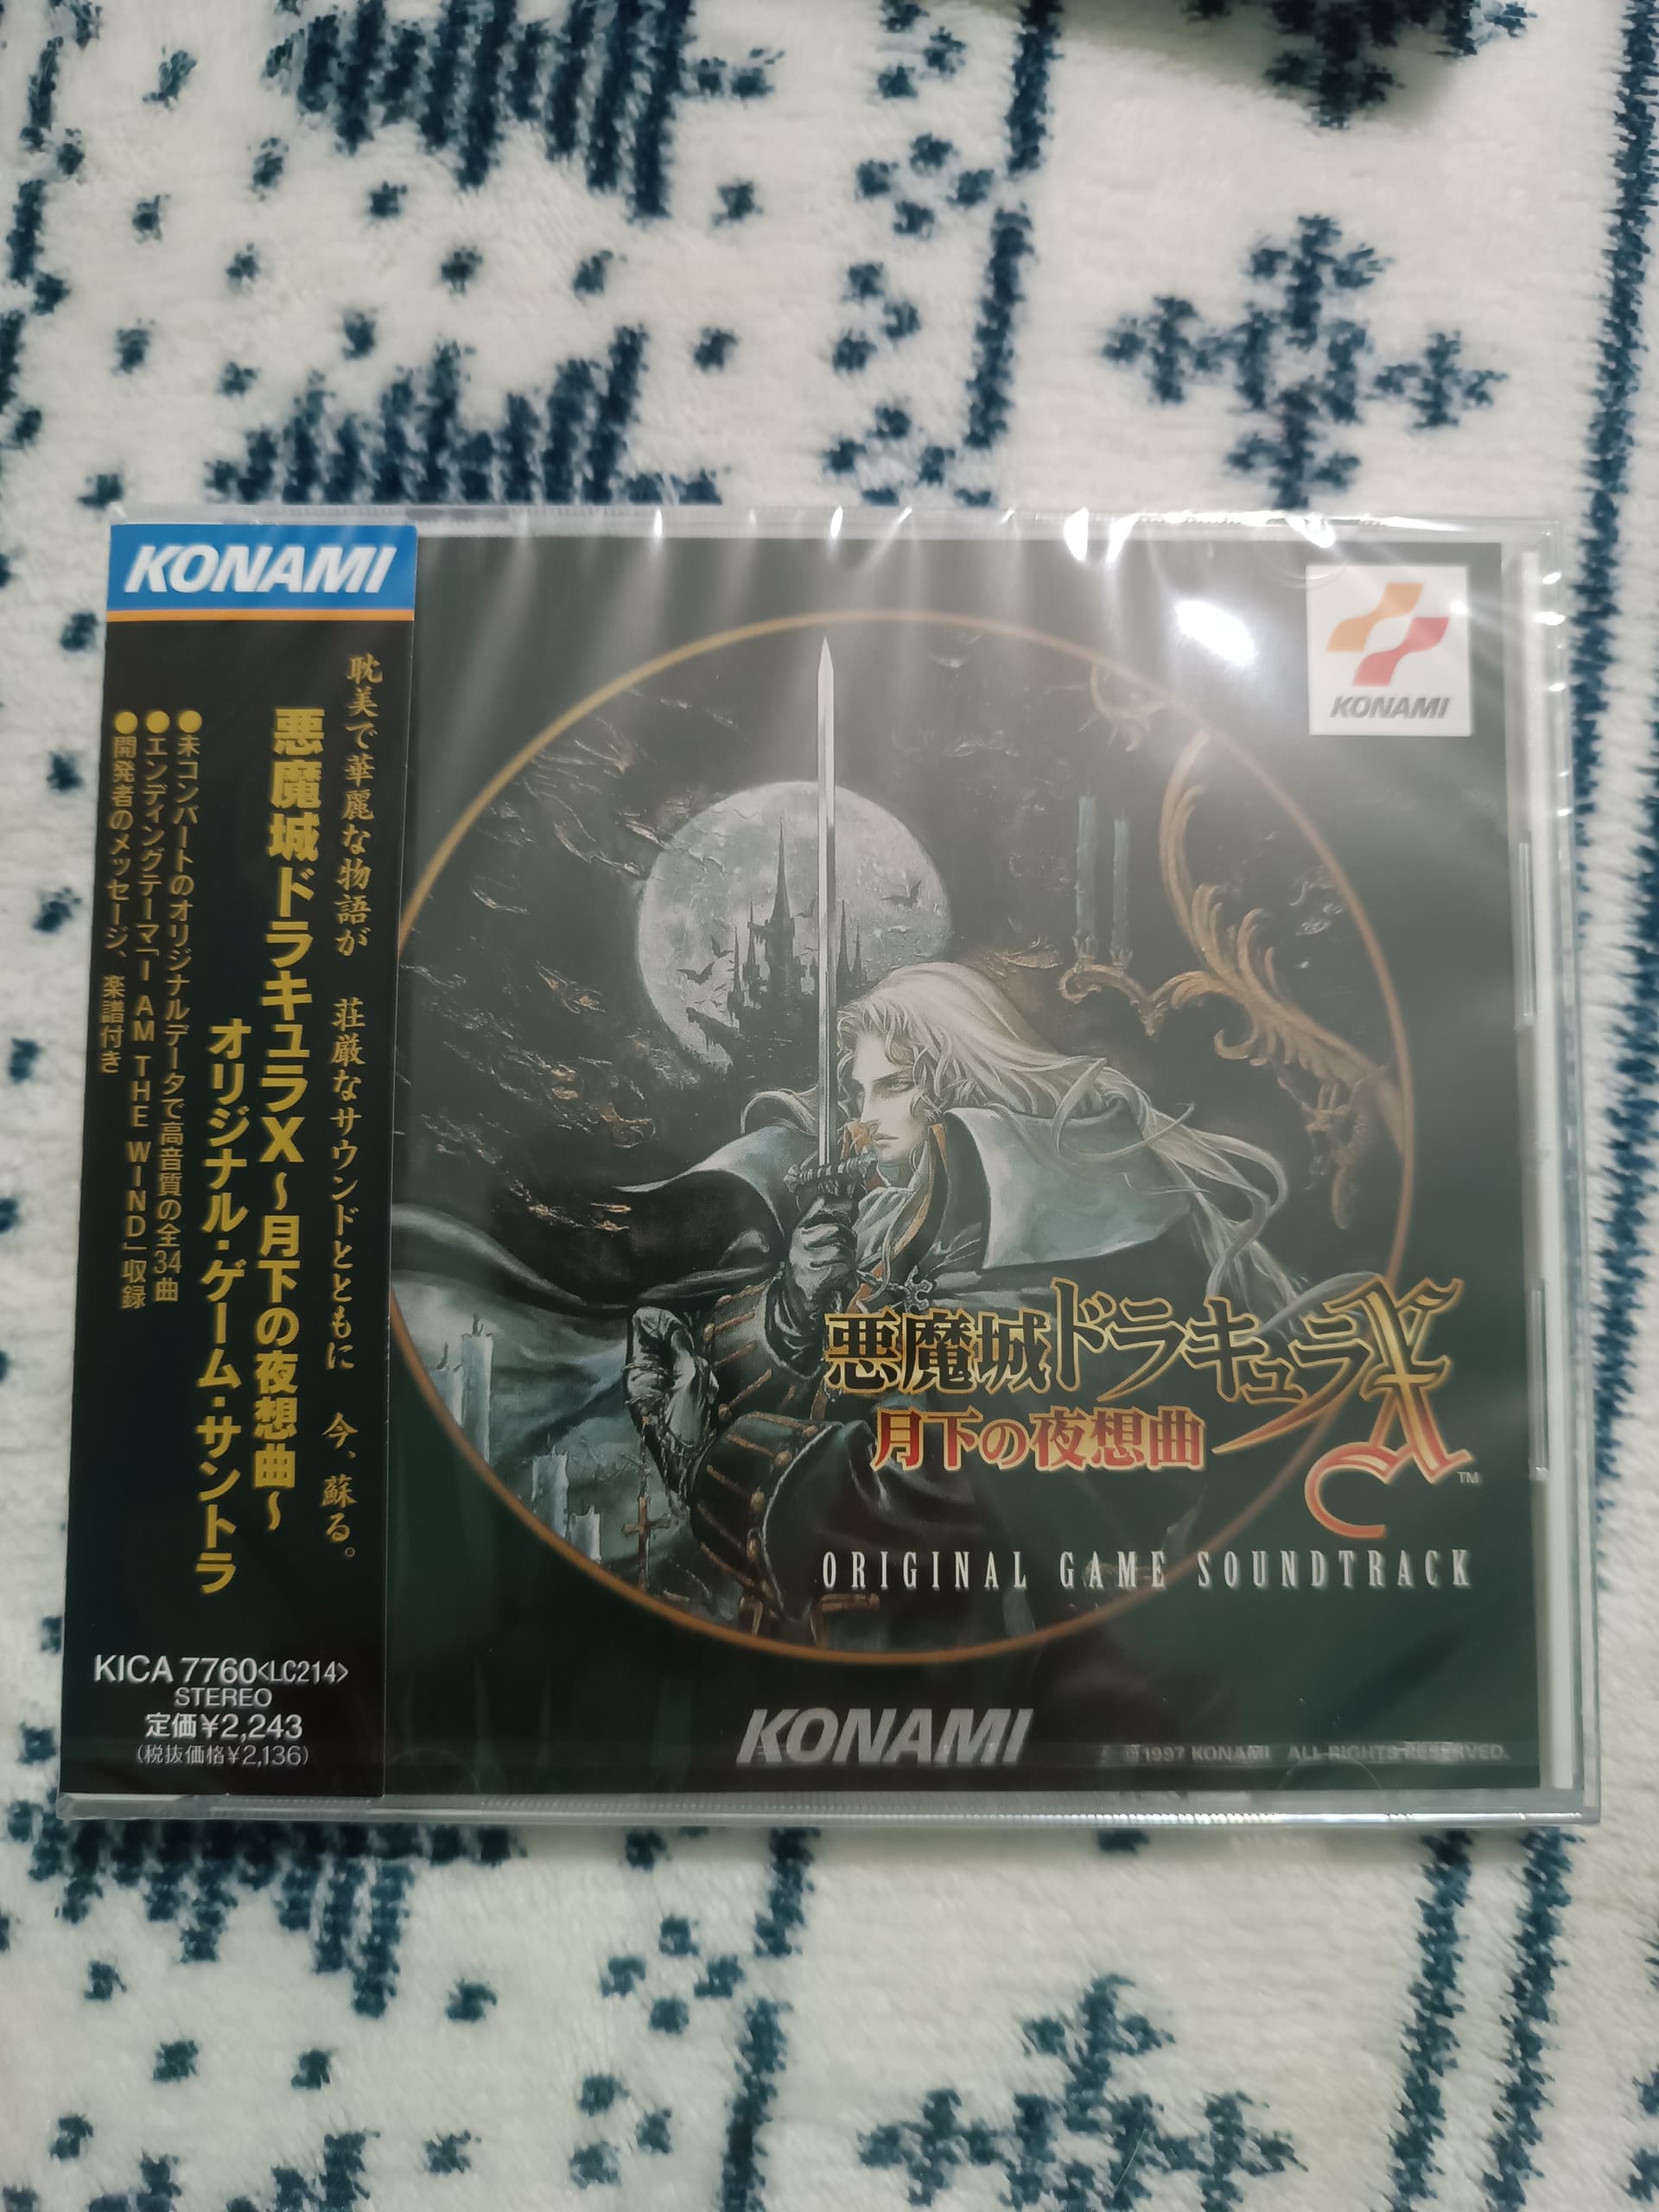 KONAMI
耽美で華麗な物語が 荘厳なサウンドとともに 今、蘇る。
悪魔城ドラキュラX〜月下の夜想曲〜
オリジナル・ゲーム・サントラ
●未コンバートのオリジナルデータで高音質の全34曲
●エンディングテーマ「I AM THE WIND」収録
●開発者のメッセージ、楽譜付き
KICA 7760<LC214>
STEREO
定価¥2,243
(税抜価格¥2,136)
KONAMI
悪魔城ドラキュラX
月下の夜想曲
TM
ORIGINAL GAME SOUNDTRACK
KONAMI
©1997 KONAMI ALL RIGHTS RESERVED.